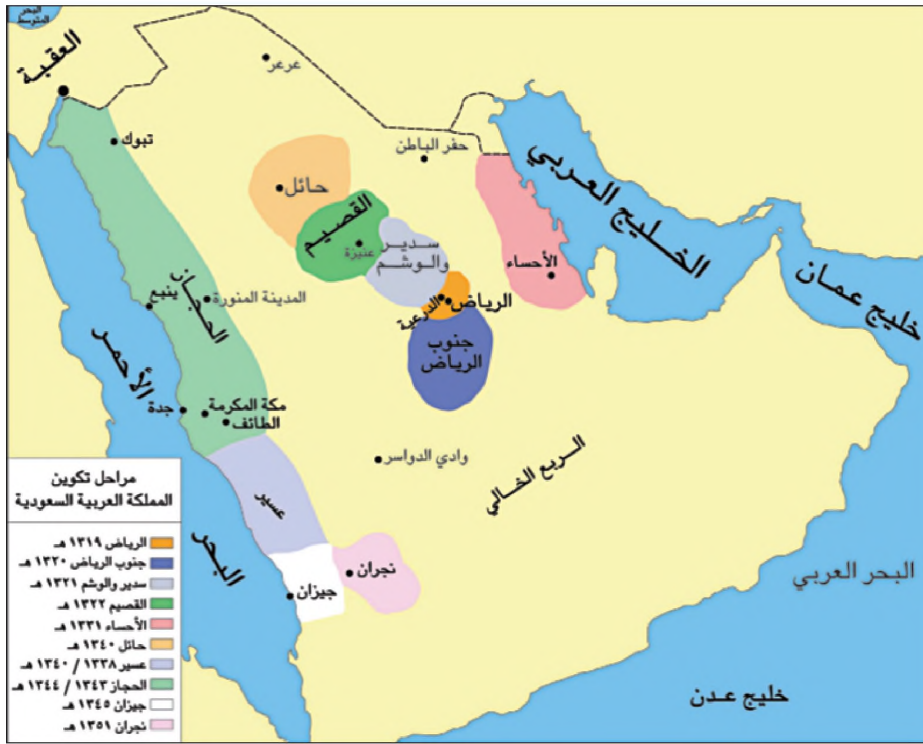 البحر
المتوسط
العقبة
عرعر
تبوك
حفر الباطن
حائل
القصيم
عنيزة
سدير
والوشم
الأحساء
الخليج العربي
خليج عمان
الرياض
الدرعية
جنوب
الرياض
الحجاز
ينبع
المدينة المنورة
الأحمر
جدة
مكة المكرمة
الطائف
وادي الدواسر
الربع الخالي
عسير
البحر
نجران
جيزان
البحر العربي
خليج عدن
مراحل تكوين
المملكة العربية السعودية
الرياض ١٣١٩ هـ
جنوب الرياض ١٣٢٠ هـ
سدير والوشم ١٣٢١ هـ
القصيم ١٣٢٢ هـ
الأحساء ١٣٣١ هـ
حائل ١٣٤٠ هـ
عسير ١٣٣٨ / ١٣٤٠ هـ
الحجاز ١٣٤٣ / ١٣٤٤ هـ
جيزان ١٣٤٥ هـ
نجران ١٣٥١ هـ